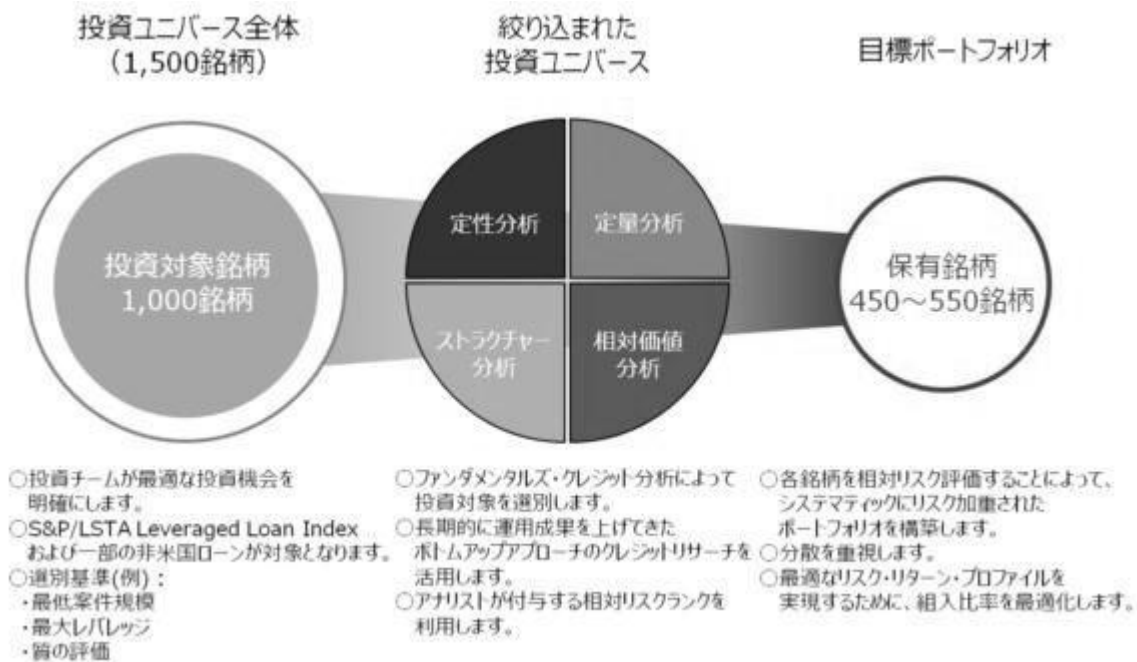 投資ユニバース全体
（1,500銘柄）
絞り込まれた
投資ユニバース
目標ポートフォリオ
投資対象銘柄
1,000銘柄
定性分析
定量分析
ストラクチャー
分析
相対価値
分析
保有銘柄
450～550銘柄
○投資チームが最適な投資機会を
明確にします。
○S&P/LSTA Leveraged Loan Index
および一部の非米国ローンが対象となります。
○選別基準(例)：
・最低案件規模
・最大レバレッジ
・質の評価
○ファンダメンタルズ・クレジット分析によって
投資対象を選別します。
○長期的に運用成果を上げてきた
ボトムアップアプローチのクレジットリサーチを
活用します。
○アナリストが付与する相対リスクランクを
利用します。
○各銘柄を相対リスク評価することによって、
システマティックにリスク加重された
ポートフォリオを構築します。
○分散を重視します。
○最適なリスク・リターン・プロファイルを
実現するために、組入比率を最適化します。